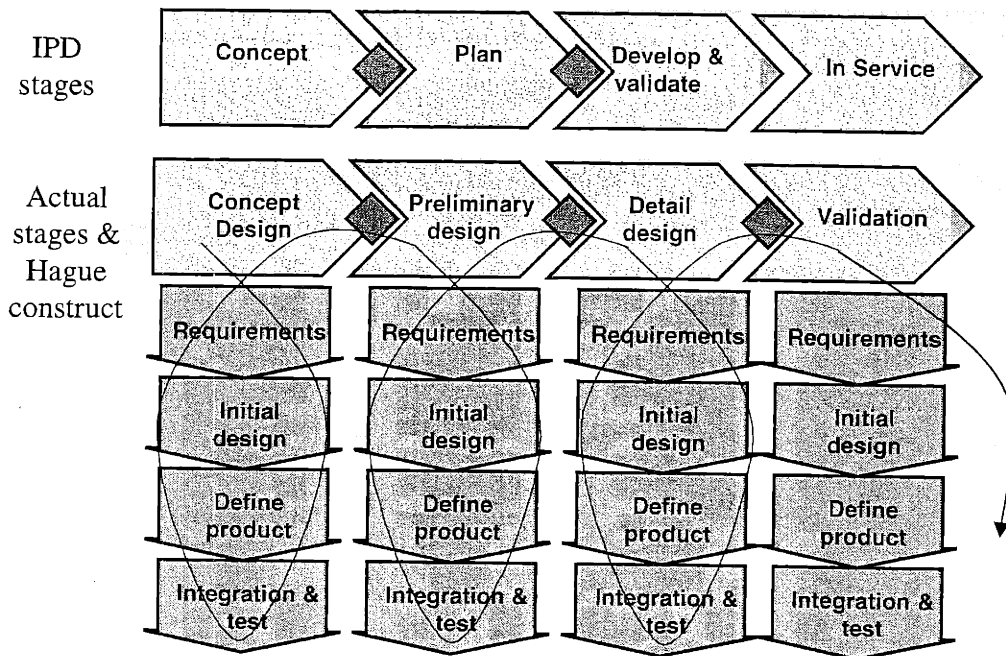 IPD
stages
Concept
Plan
Develop &
validate
In Service
Actual
stages &
Hague
construct
Concept
Design
Preliminary
design
Detail
design
Validation
Requirements
Requirements
Requirements
Requirements
Initial
design
Initial
design
Initial
design
Initial
design
Define
product
Define
product
Define
product
Define
product
Integration &
test
Integration &
test
Integration &
test
Integration &
test